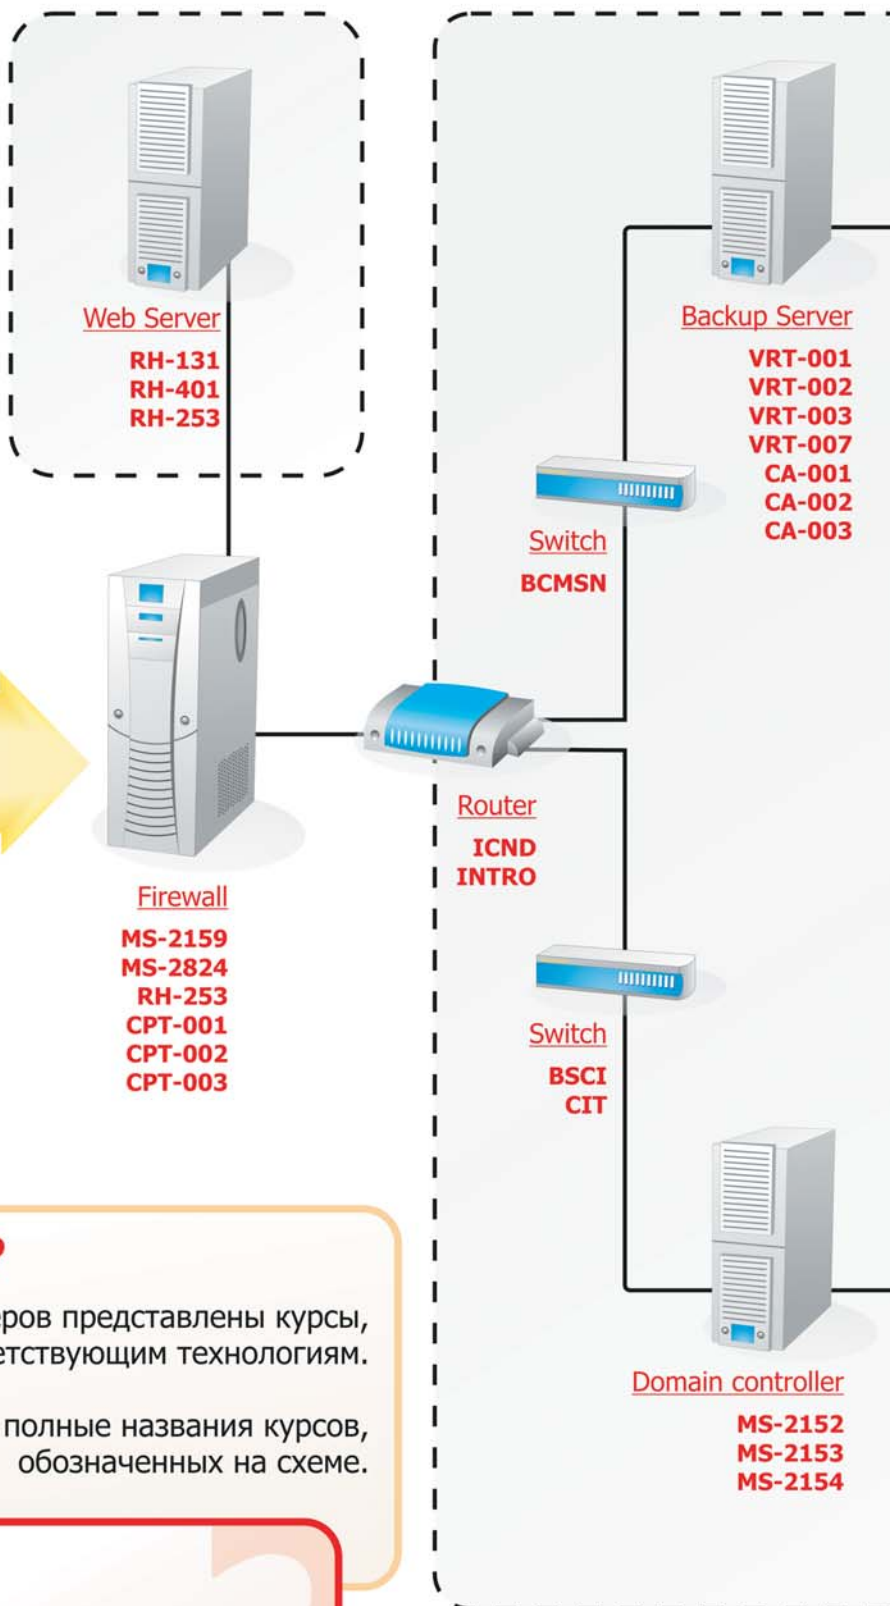 Web Server
RH-131
RH-401
RH-253
Backup Server
VRT-001
VRT-002
VRT-003
VRT-007
CA-001
CA-002
CA-003
Switch
BCMSN
Router
ICND
INTRO
Firewall
MS-2159
MS-2824
RH-253
CPT-001
CPT-002
CPT-003
Switch
BSCI
CIT
Domain controller
MS-2152
MS-2153
MS-2154
представлены курсы,
технологиям.
полные названия курсов,
обозначенных на схеме.